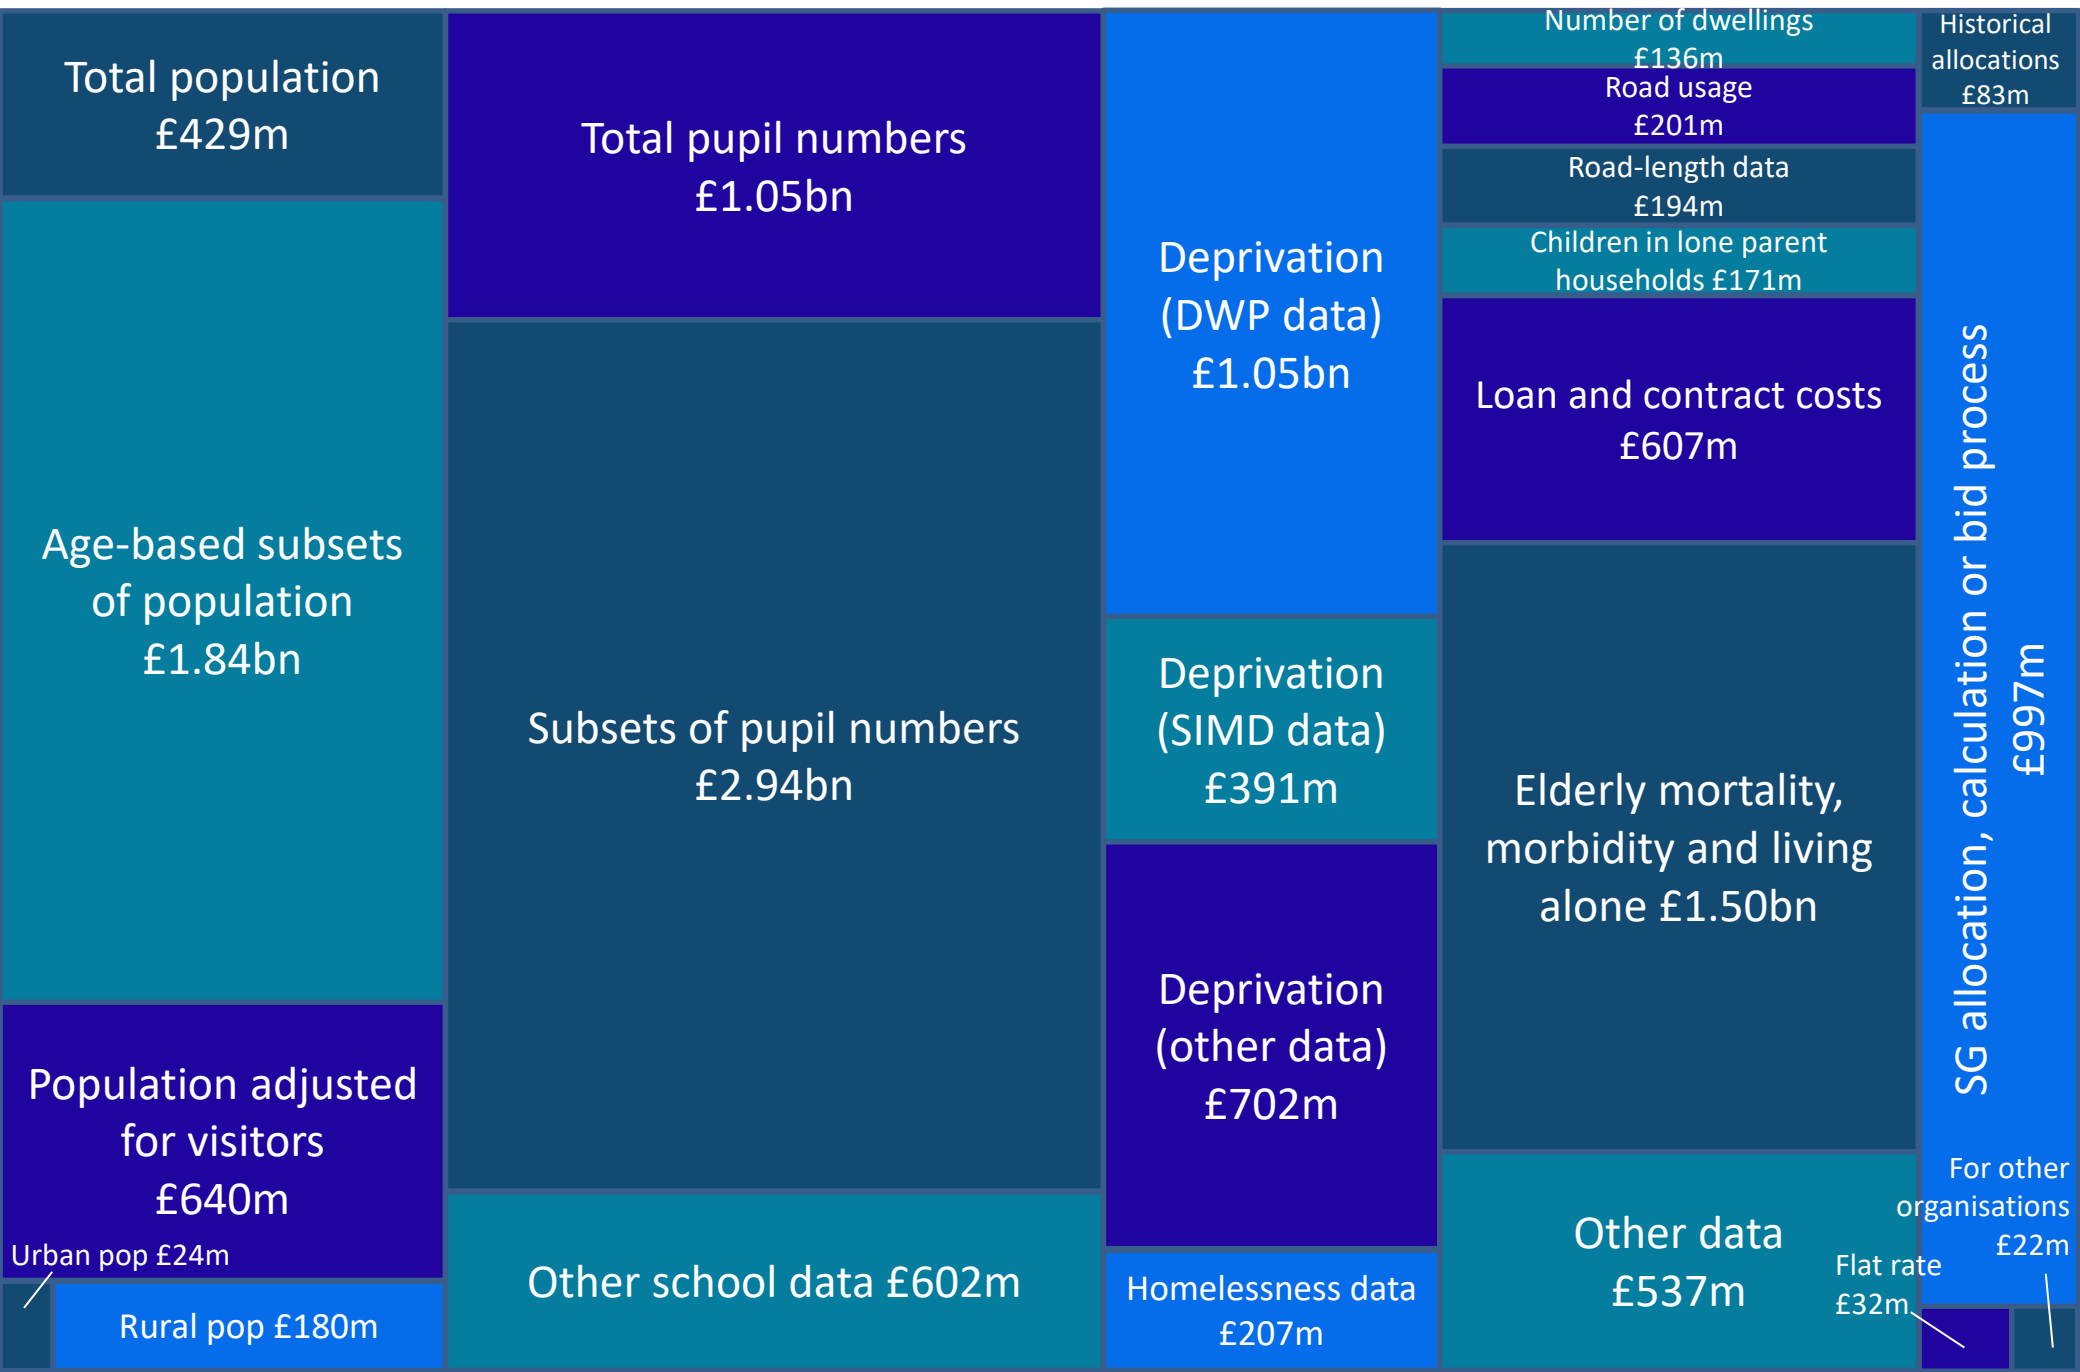 Total population
£429m
Age-based subsets
of population
£1.84bn
Population adjusted
for visitors
£640m
Urban pop £24m
Rural pop £180m
Total pupil numbers
£1.05bn
Subsets of pupil numbers
£2.94bn
Other school data £602m
Deprivation
(DWP data)
£1.05bn
Deprivation
(SIMD data)
£391m
Deprivation
(other data)
£702m
Homelessness data
£207m
Number of dwellings
£136m
Road usage
£201m
Road-length data
£194m
Children in lone parent
households £171m
Loan and contract costs
£607m
Elderly mortality,
morbidity and living
alone £1.50bn
Other data
£537m
Historical
allocations
£83m
SG allocation, calculation or bid process
£997m
For other
organisations
£22m
Flat rate
£32m